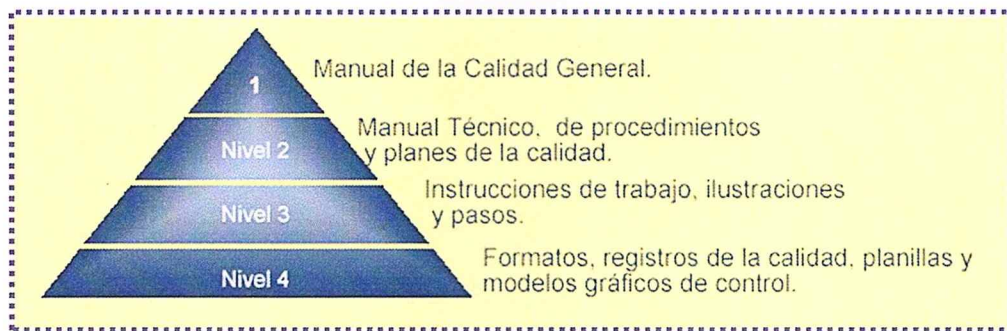 1
Manual de la Calidad General.
Nivel 2
Manual Técnico, de procedimientos
y planes de la calidad.
Nivel 3
Instrucciones de trabajo, ilustraciones
y pasos.
Nivel 4
Formatos, registros de la calidad, planillas y
modelos gráficos de control.